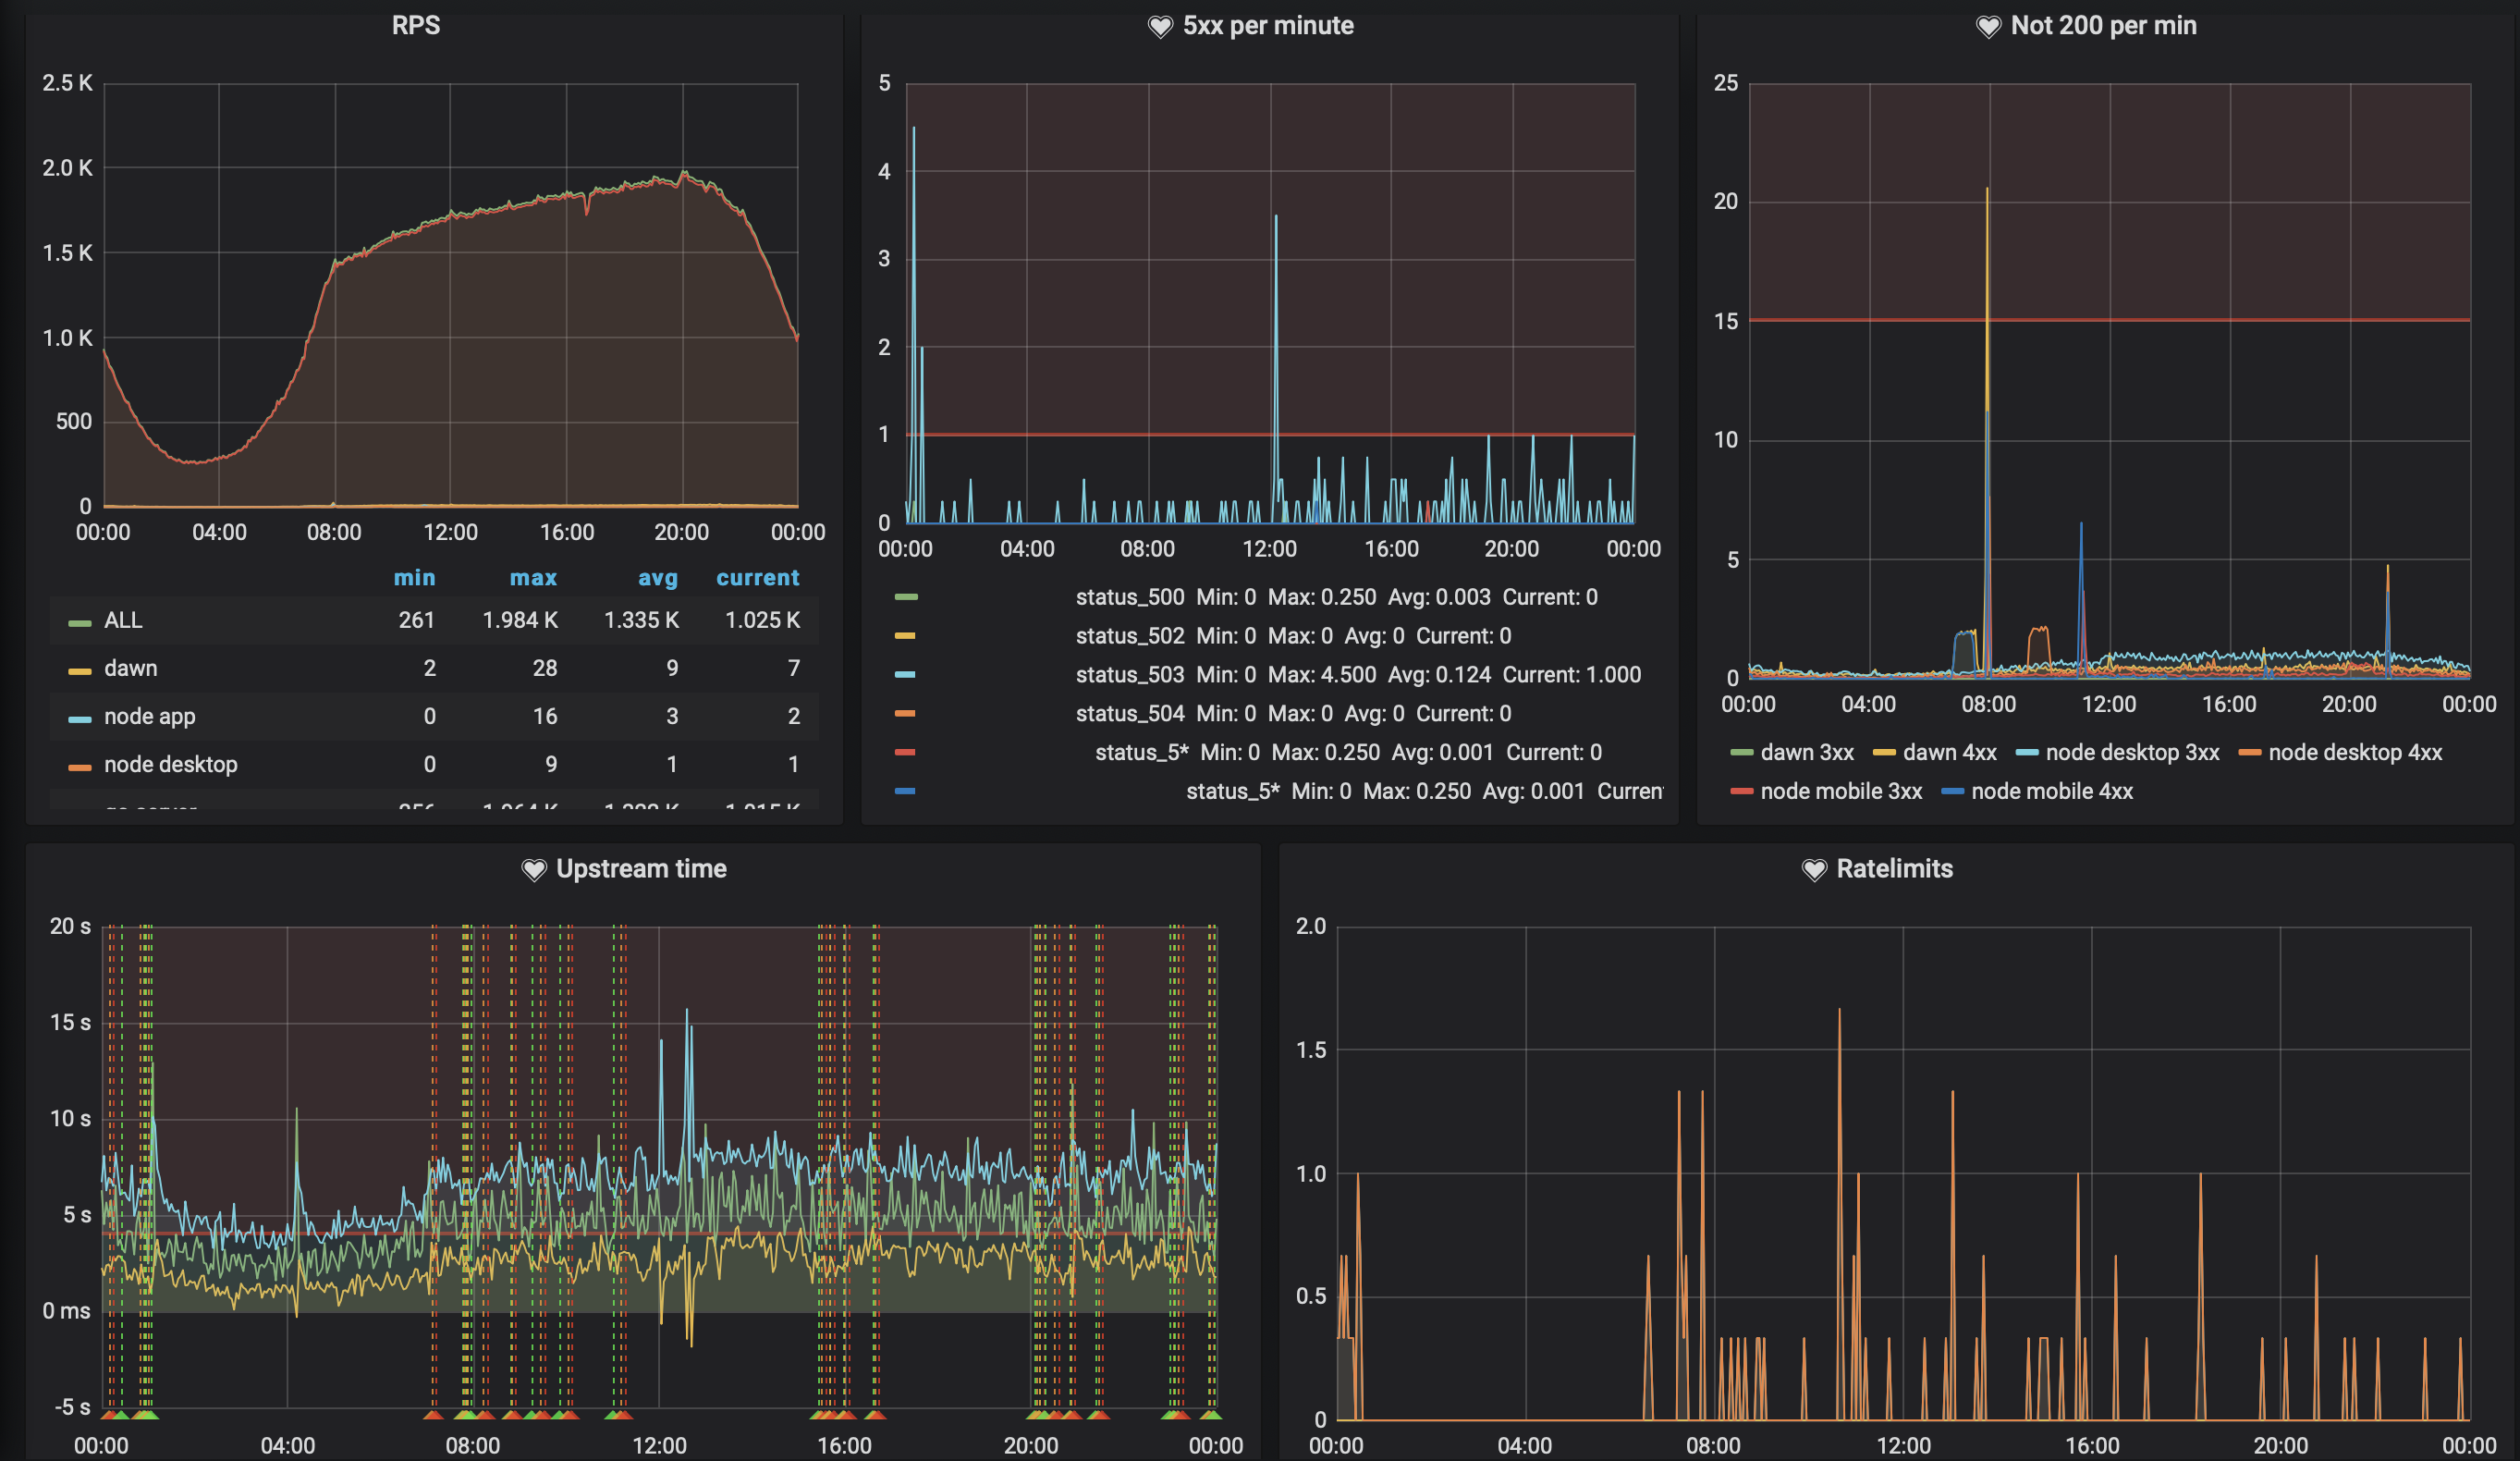 RPS
2.5 K
2.0 K
1.5 K
1.0 K
500
0
00:00 04:00 08:00 12:00 16:00 20:00 00:00
min max avg current
ALL 261 1.984 K 1.335 K 1.025 K
dawn 2 28 9 7
node app 0 16 3 2
node desktop 0 9 1 1
5xx per minute
5
4
3
2
1
0
00:00 04:00 08:00 12:00 16:00 20:00 00:00
status_500 Min: 0 Max: 0.250 Avg: 0.003 Current: 0
status_502 Min: 0 Max: 0 Avg: 0 Current: 0
status_503 Min: 0 Max: 4.500 Avg: 0.124 Current: 1.000
status_504 Min: 0 Max: 0 Avg: 0 Current: 0
status_5* Min: 0 Max: 0.250 Avg: 0.001 Current: 0
status_5* Min: 0 Max: 0.250 Avg: 0.001 Curren
Not 200 per min
25
20
15
10
5
0
00:00 04:00 08:00 12:00 16:00 20:00 00:00
dawn 3xx dawn 4xx node desktop 3xx node desktop 4xx
node mobile 3xx node mobile 4xx
Upstream time
20 s
15 s
10 s
5 s
0 ms
-5 s
00:00 04:00 08:00 12:00 16:00 20:00 00:00
Ratelimits
2.0
1.5
1.0
0.5
0
00:00 04:00 08:00 12:00 16:00 20:00 00:00